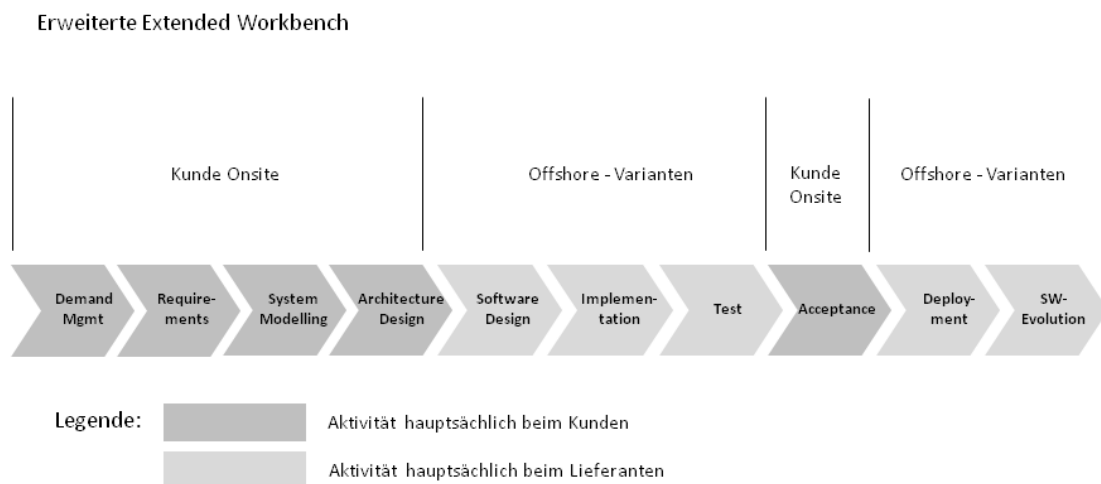 Erweiterte Extended Workbench
Kunde Onsite
Offshore - Varianten
Kunde
Onsite
Offshore - Varianten
Demand
Mgmt
Require-
ments
System
Modelling
Architecture
Design
Software
Design
Implemen-
tation
Test
Acceptance
Deploy-
ment
SW-
Evolution
Legende:
Aktivität hauptsächlich beim Kunden
Aktivität hauptsächlich beim Lieferanten